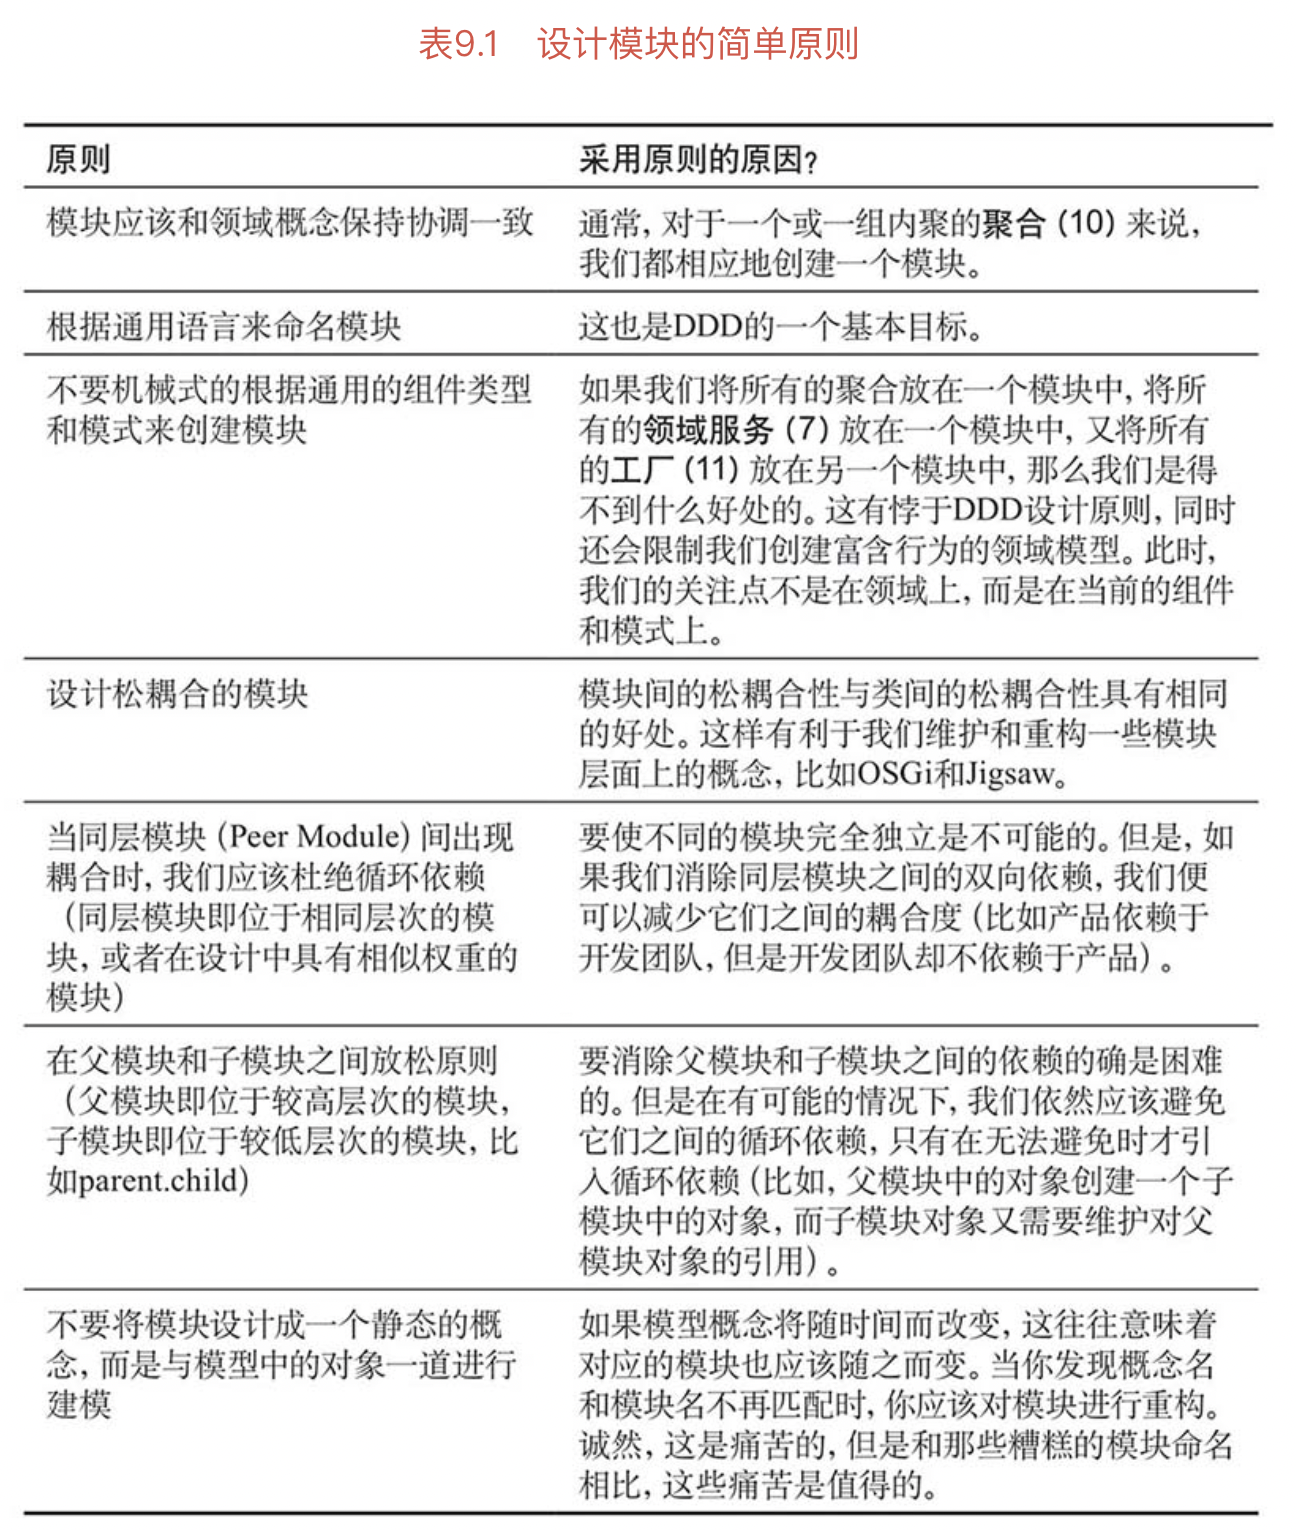 表9.1 设计模块的简单原则
原则
采用原则的原因?
模块应该和领域概念保持协调一致
通常, 对于一个或一组内聚的聚合 (10) 来说,
我们都相应地创建一个模块。
根据通用语言来命名模块
这也是DDD的一个基本目标。
不要机械式的根据通用的组件类型
和模式来创建模块
如果我们将所有的聚合放在一个模块中, 将所
有的领域服务 (7) 放在一个模块中, 又将所有
的工厂 (11) 放在另一个模块中, 那么我们是得
不到什么好处的。这有悖于DDD设计原则, 同时
还会限制我们创建富含行为的领域模型。此时,
我们的关注点不是在领域上, 而是在当前的组件
和模式上。
设计松耦合的模块
模块间的松耦合性与类间的松耦合性具有相同
的好处。这样有利于我们维护和重构一些模块
层面上的概念, 比如OSGi和Jigsaw。
当同层模块 (Peer Module) 间出现
耦合时, 我们应该杜绝循环依赖
(同层模块即位于相同层次的模
块, 或者在设计中具有相似权重的
模块)
要使不同的模块完全独立是不可能的。但是, 如
果我们消除同层模块之间的双向依赖, 我们便
可以减少它们之间的耦合度 (比如产品依赖于
开发团队, 但是开发团队却不依赖于产品) 。
在父模块和子模块之间放松原则
(父模块即位于较高层次的模块,
子模块即位于较低层次的模块, 比
如parent.child)
要消除父模块和子模块之间的依赖的确是困难
的。但是在有可能的情况下, 我们依然应该避免
它们之间的循环依赖, 只有在无法避免时才引
入循环依赖 (比如, 父模块中的对象创建一个子
模块中的对象, 而子模块对象又需要维护对父
模块对象的引用) 。
不要将模块设计成一个静态的概
念, 而是与模型中的对象一道进行
建模
如果模型概念将随时间而改变, 这往往意味着
对应的模块也应该随之而变。当你发现概念名
和模块名不再匹配时, 你应该对模块进行重构。
诚然, 这是痛苦的, 但是和那些糟糕的模块命名
相比, 这些痛苦是值得的。